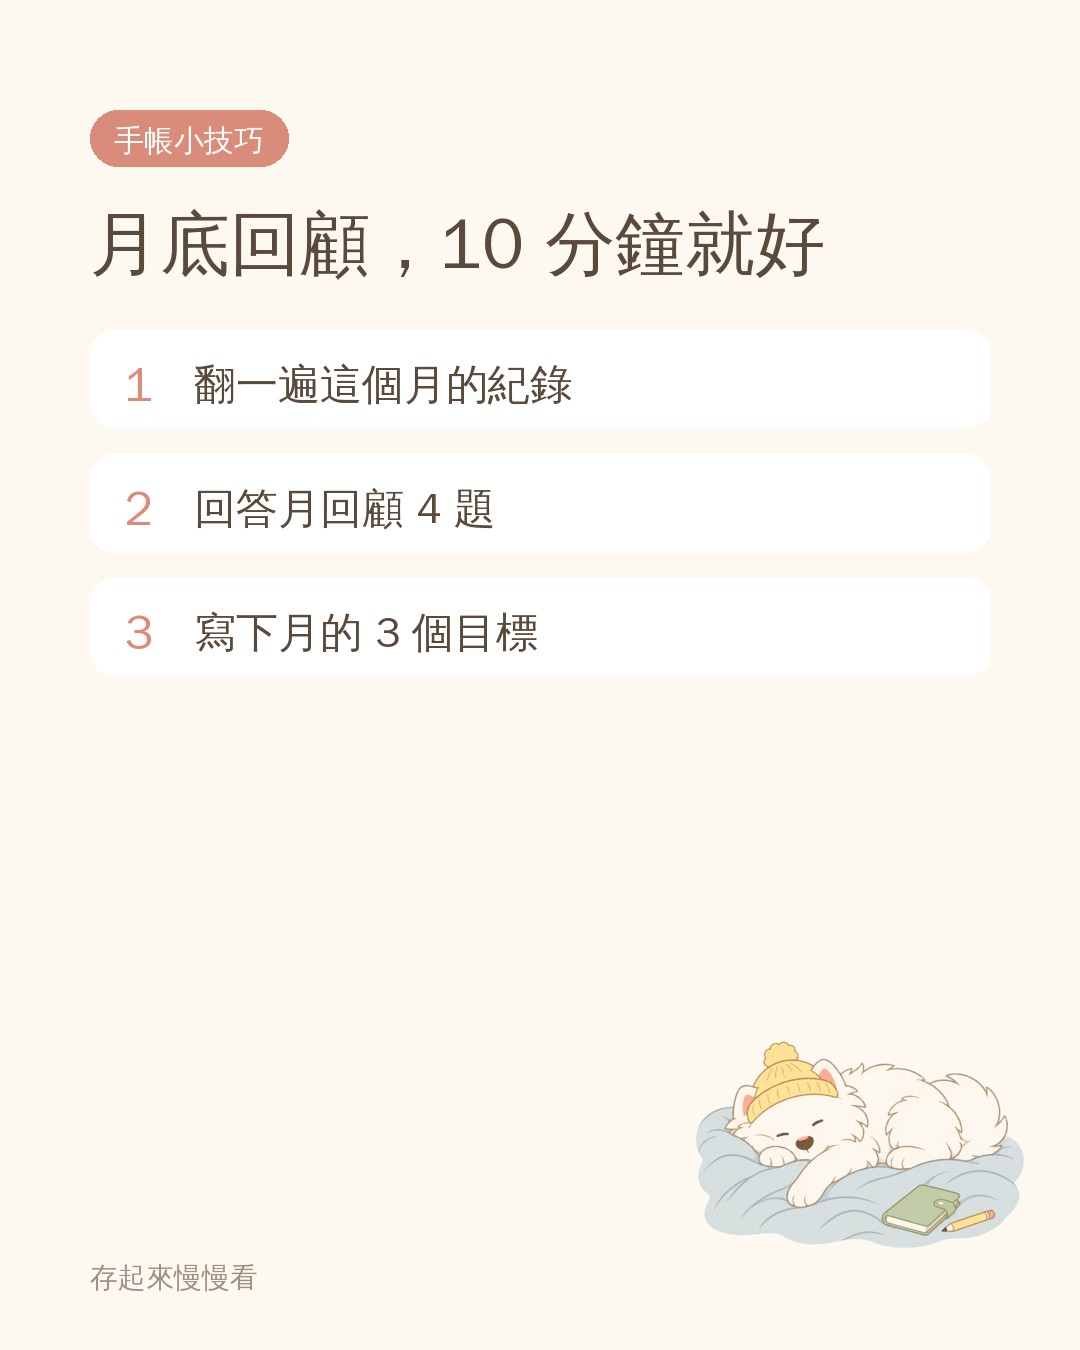 手帳小技巧
月底回顧，10 分鐘就好
1 翻一遍這個月的紀錄
2 回答月回顧 4 題
3 寫下月的 3 個目標
存起來慢慢看